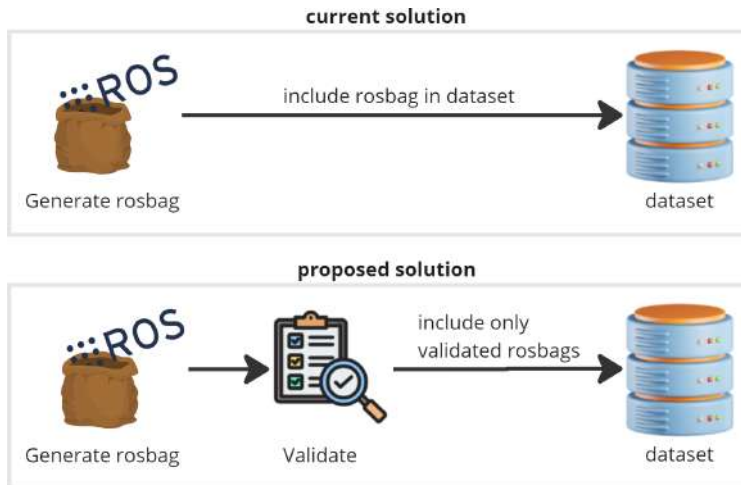 current solution
ROS
include rosbag in dataset
Generate rosbag
dataset
proposed solution
ROS
include only
validated rosbags
Generate rosbag
Validate
dataset